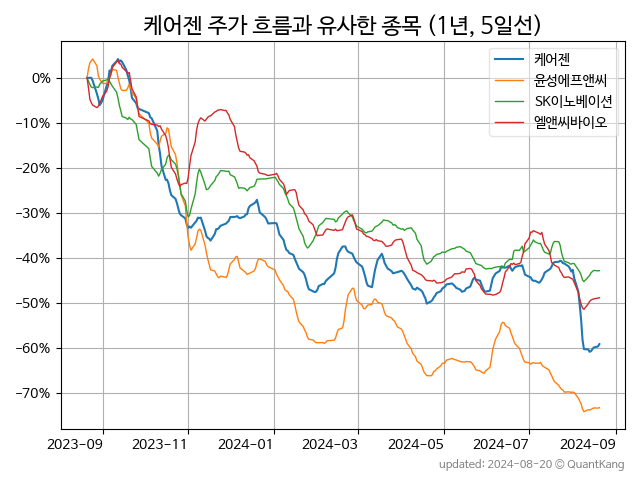 케어젠 주가 흐름과 유사한 종목 (1년, 5일선)
케어젠
윤성에프앤씨
SK이노베이션
엘앤씨바이오
0%
−10%
−20%
−30%
−40%
−50%
−60%
−70%
2023-09 2023-11 2024-01 2024-03 2024-05 2024-07 2024-09
updated: 2024-08-20 © QuantKang